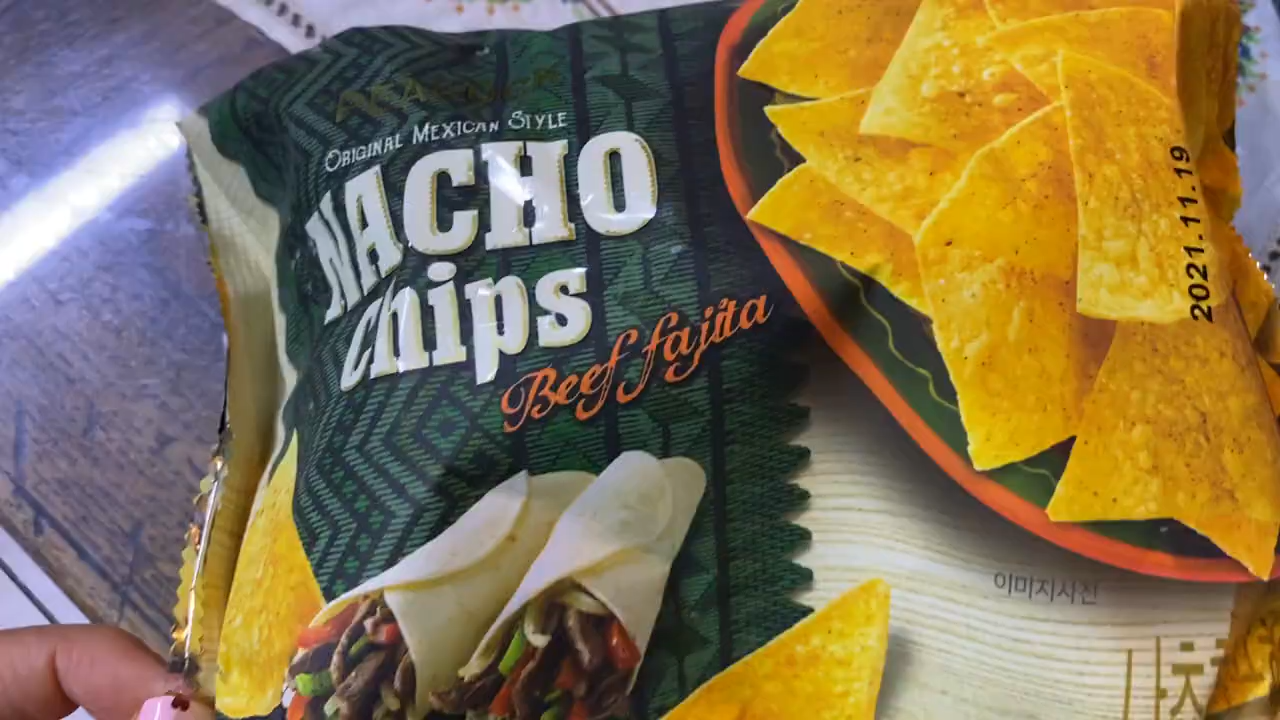 ORIGINAL MEXICAN STYLE
NACHO
Chips
Beef fajita
2021.11.19
이미지사진